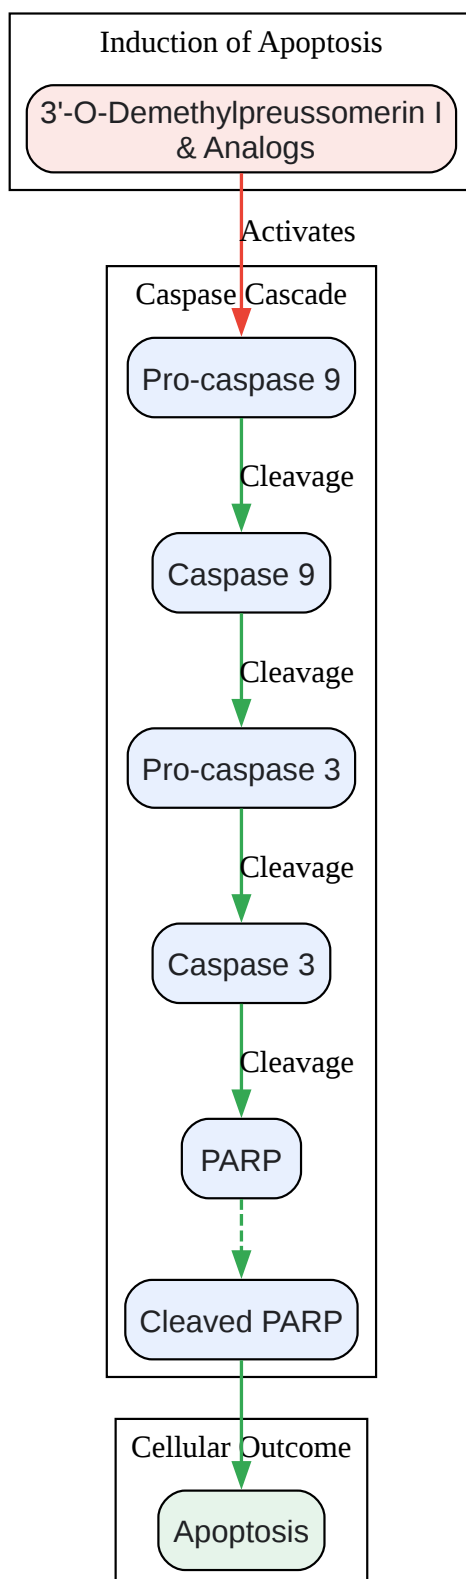 Induction of Apoptosis
3'-O-Demethylpreussomerin I
& Analogs
Activates
Caspase Cascade
Pro-caspase 9
Cleavage
Caspase 9
Cleavage
Pro-caspase 3
Cleavage
Caspase 3
Cleavage
PARP
Cleaved PARP
Cellular Outcome
Apoptosis